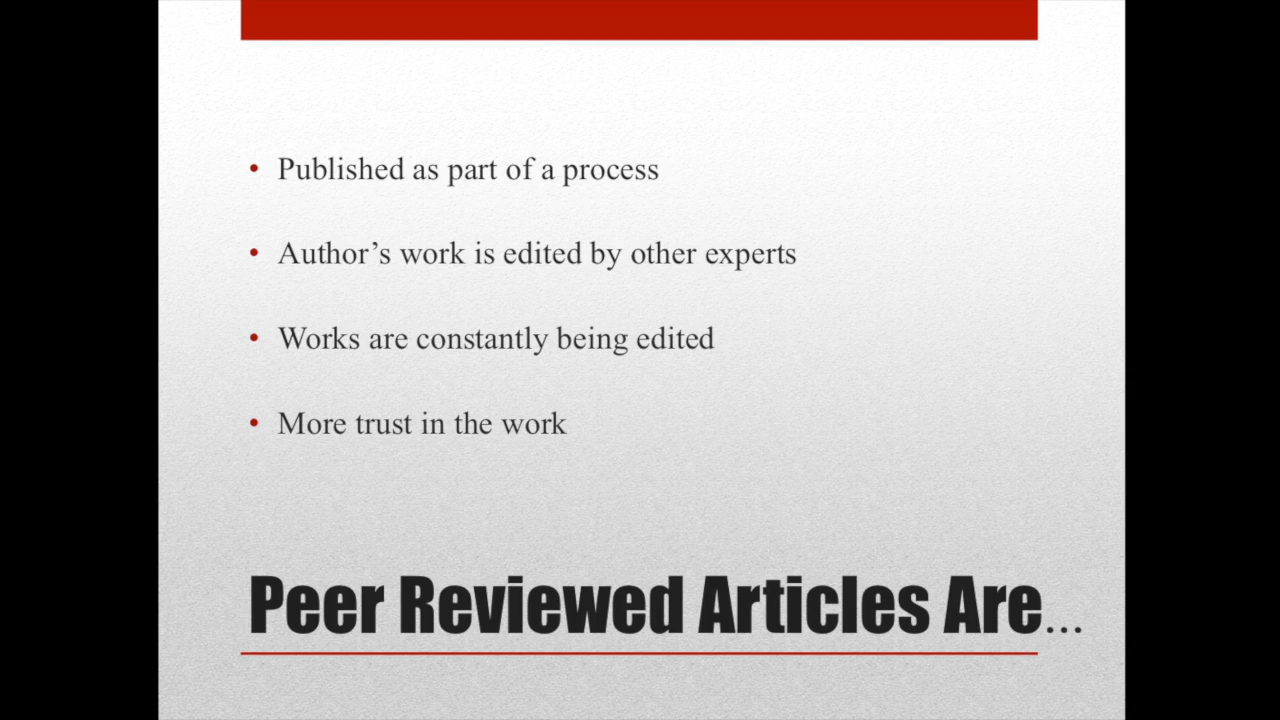 • Published as part of a process
• Author’s work is edited by other experts
• Works are constantly being edited
• More trust in the work
Peer Reviewed Articles Are…